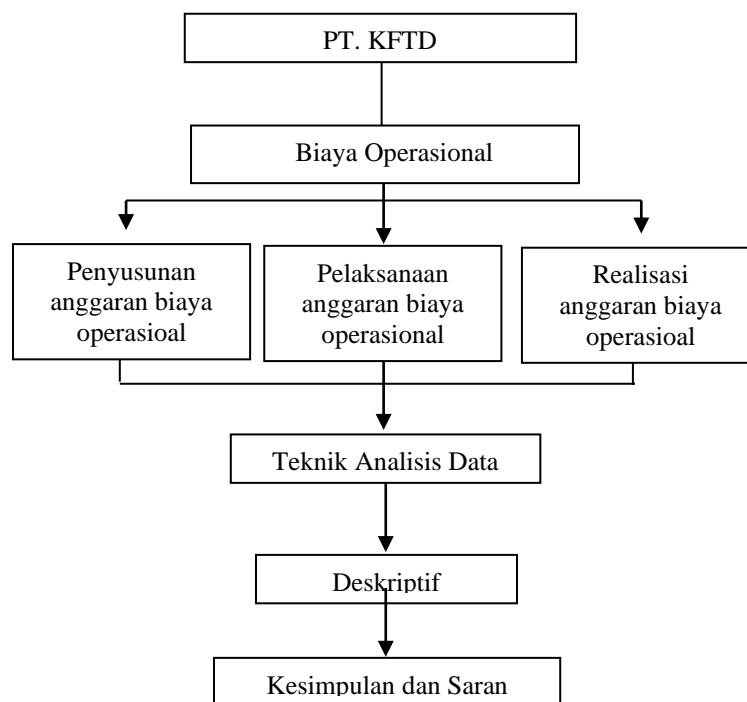 PT. KFTD
Biaya Operasional
Penyusunan
anggaran biaya
operasioal
Pelaksanaan
anggaran biaya
operasional
Realisasi
anggaran biaya
operasioal
Teknik Analisis Data
Deskriptif
Kesimpulan dan Saran